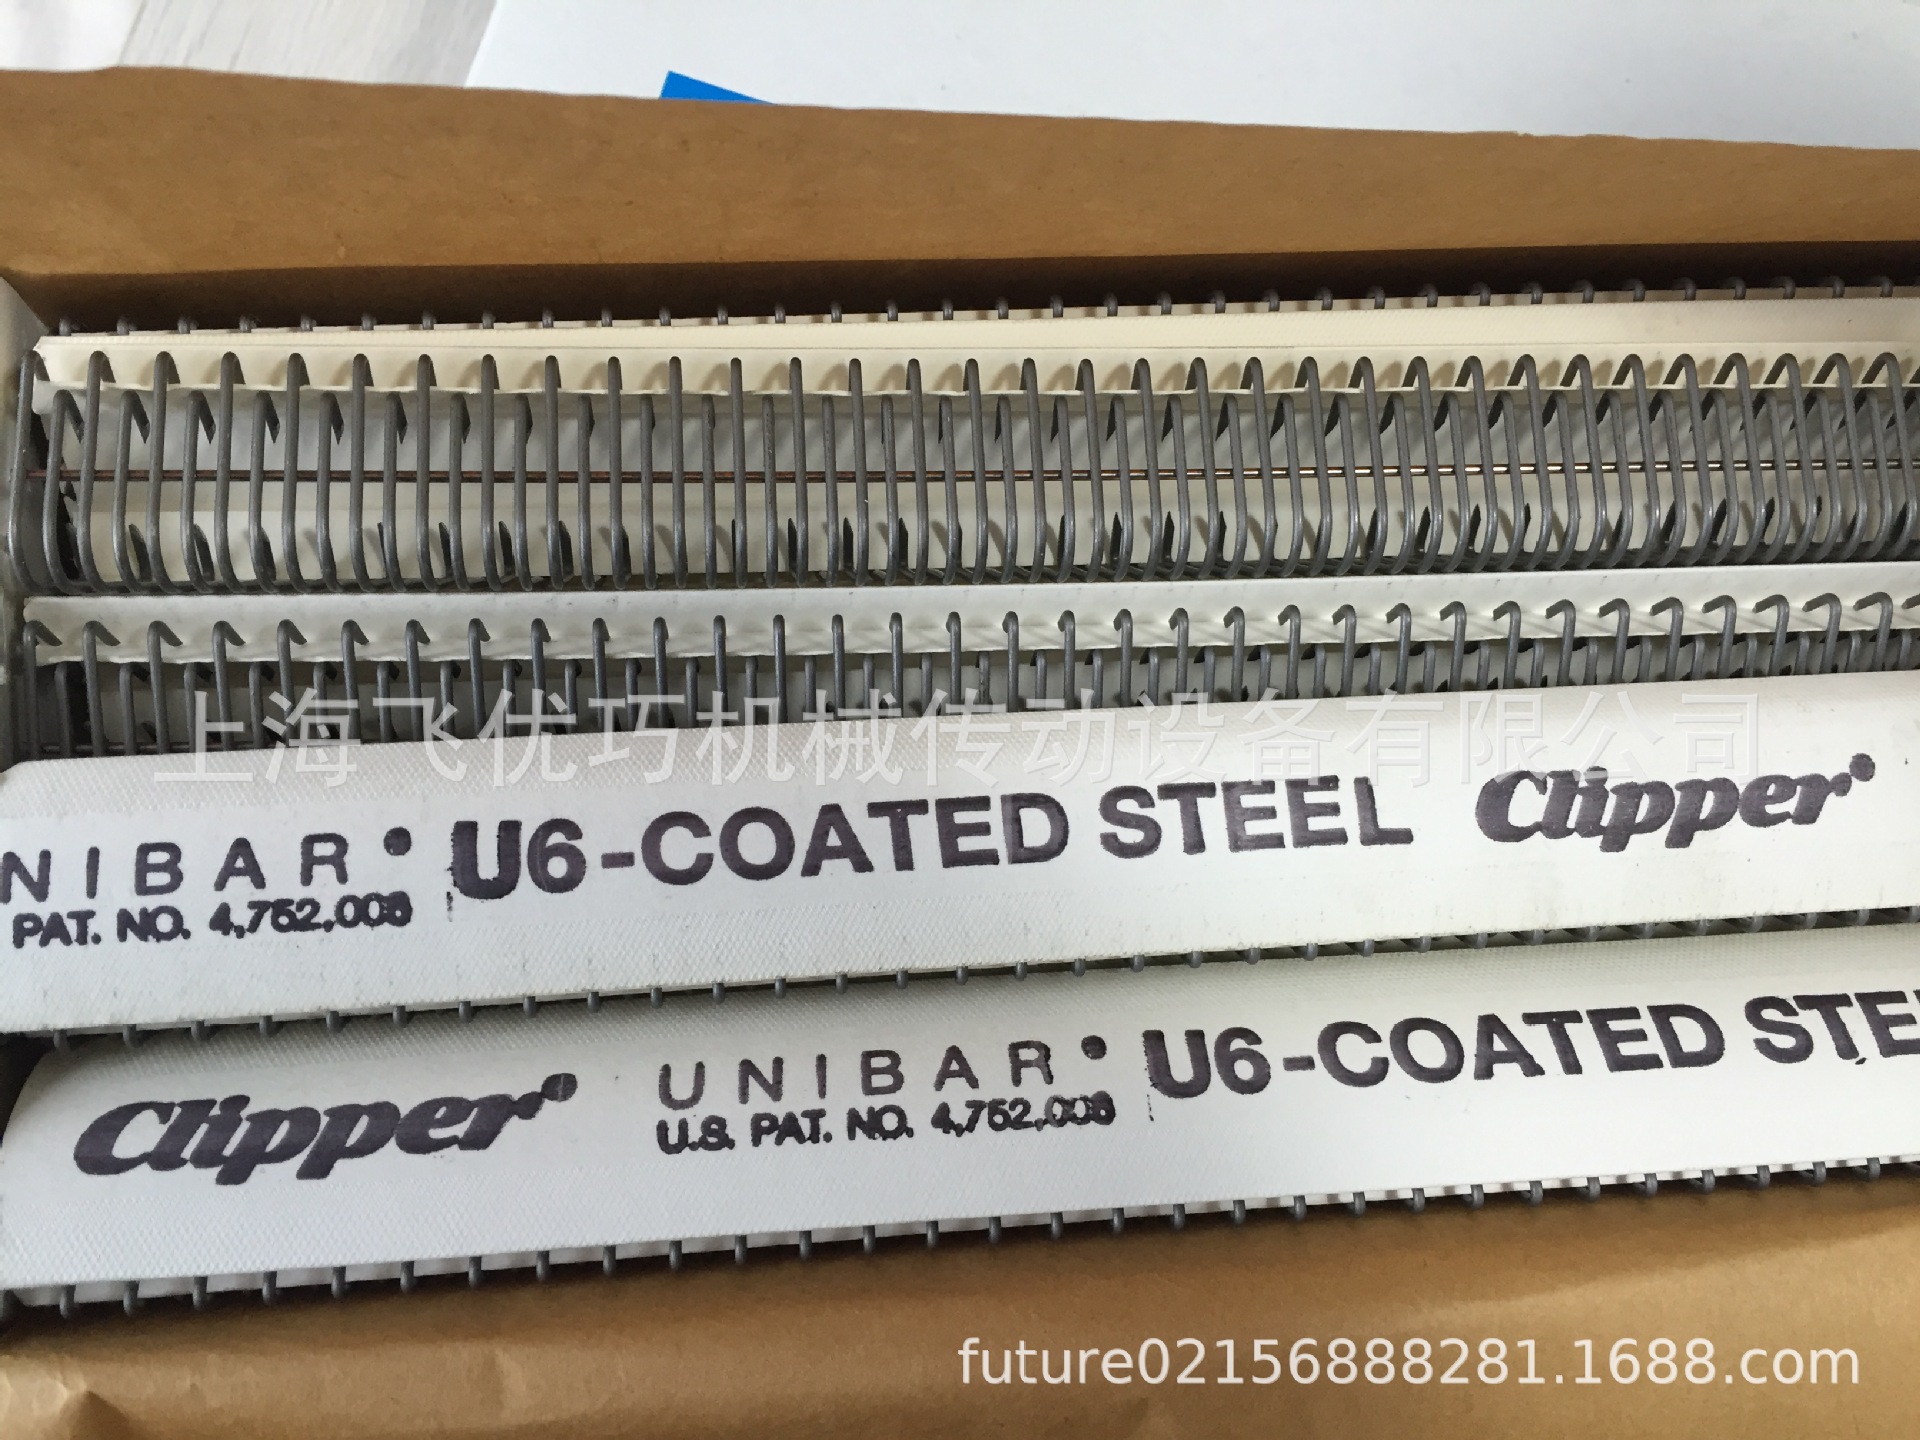 上海飞优巧机械传动设备有限公司
NIBAR® U6-COATED STEEL Clipper®
PAT. NO. 4,752,008
Clipper® UNIBAR® U6-COATED STEE
U.S. PAT. NO. 4,752,008
future02156888281.1688.com